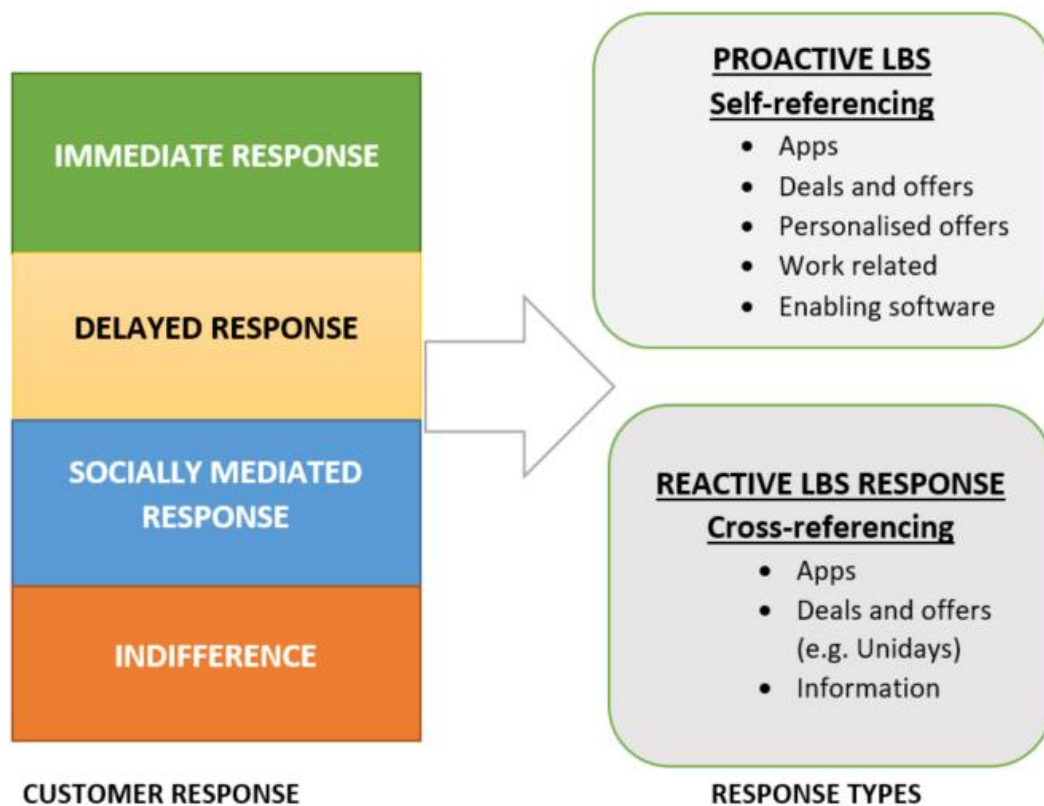 IMMEDIATE RESPONSE
DELAYED RESPONSE
SOCIALLY MEDIATED
RESPONSE
INDIFFERENCE
CUSTOMER RESPONSE
PROACTIVE LBS
Self-referencing
• Apps
• Deals and offers
• Personalised offers
• Work related
• Enabling software
REACTIVE LBS RESPONSE
Cross-referencing
• Apps
• Deals and offers
(e.g. Unidays)
• Information
RESPONSE TYPES